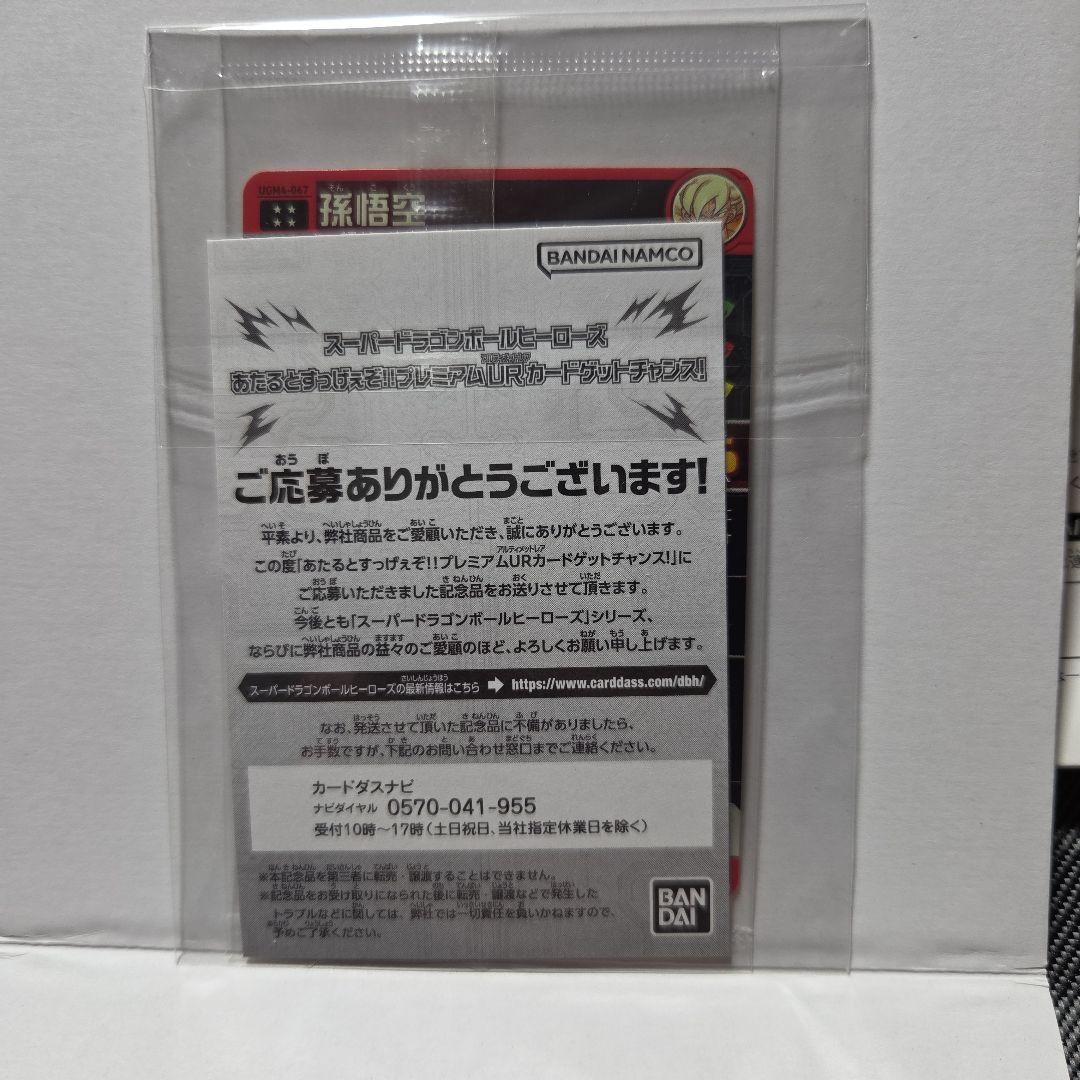 UGM4-067
孫悟空
BANDAI NAMCO
スーパードラゴンボールヒーローズ
あたるとすっげぇぞ!!プレミアムURカードゲットチャンス!
ご応募ありがとうございます!
平素より、弊社商品をご愛顧いただき、誠にありがとうございます。
この度「あたるとすっげぇぞ!!プレミアムURカードゲットチャンス!」に
ご応募いただきました記念品をお送りさせて頂きます。
今後とも「スーパードラゴンボールヒーローズ」シリーズ、
ならびに弊社商品の益々のご愛顧のほど、よろしくお願い申し上げます。
スーパードラゴンボールヒーローズの最新情報はこちら ➡ https://www.carddass.com/dbh/
なお、発送させて頂いた記念品に不備がありましたら、
お手数ですが、下記のお問い合わせ窓口までご連絡ください。
カードダスナビ
ナビダイヤル 0570-041-955
受付10時〜17時(土日祝日、当社指定休業日を除く)
※本記念品を第三者に転売・譲渡することはできません。
※記念品をお受け取りになられた後に転売・譲渡などで発生した
トラブルなどに関しては、弊社では一切責任を負いかねますので、
予めご了承ください。
BAN
DAI